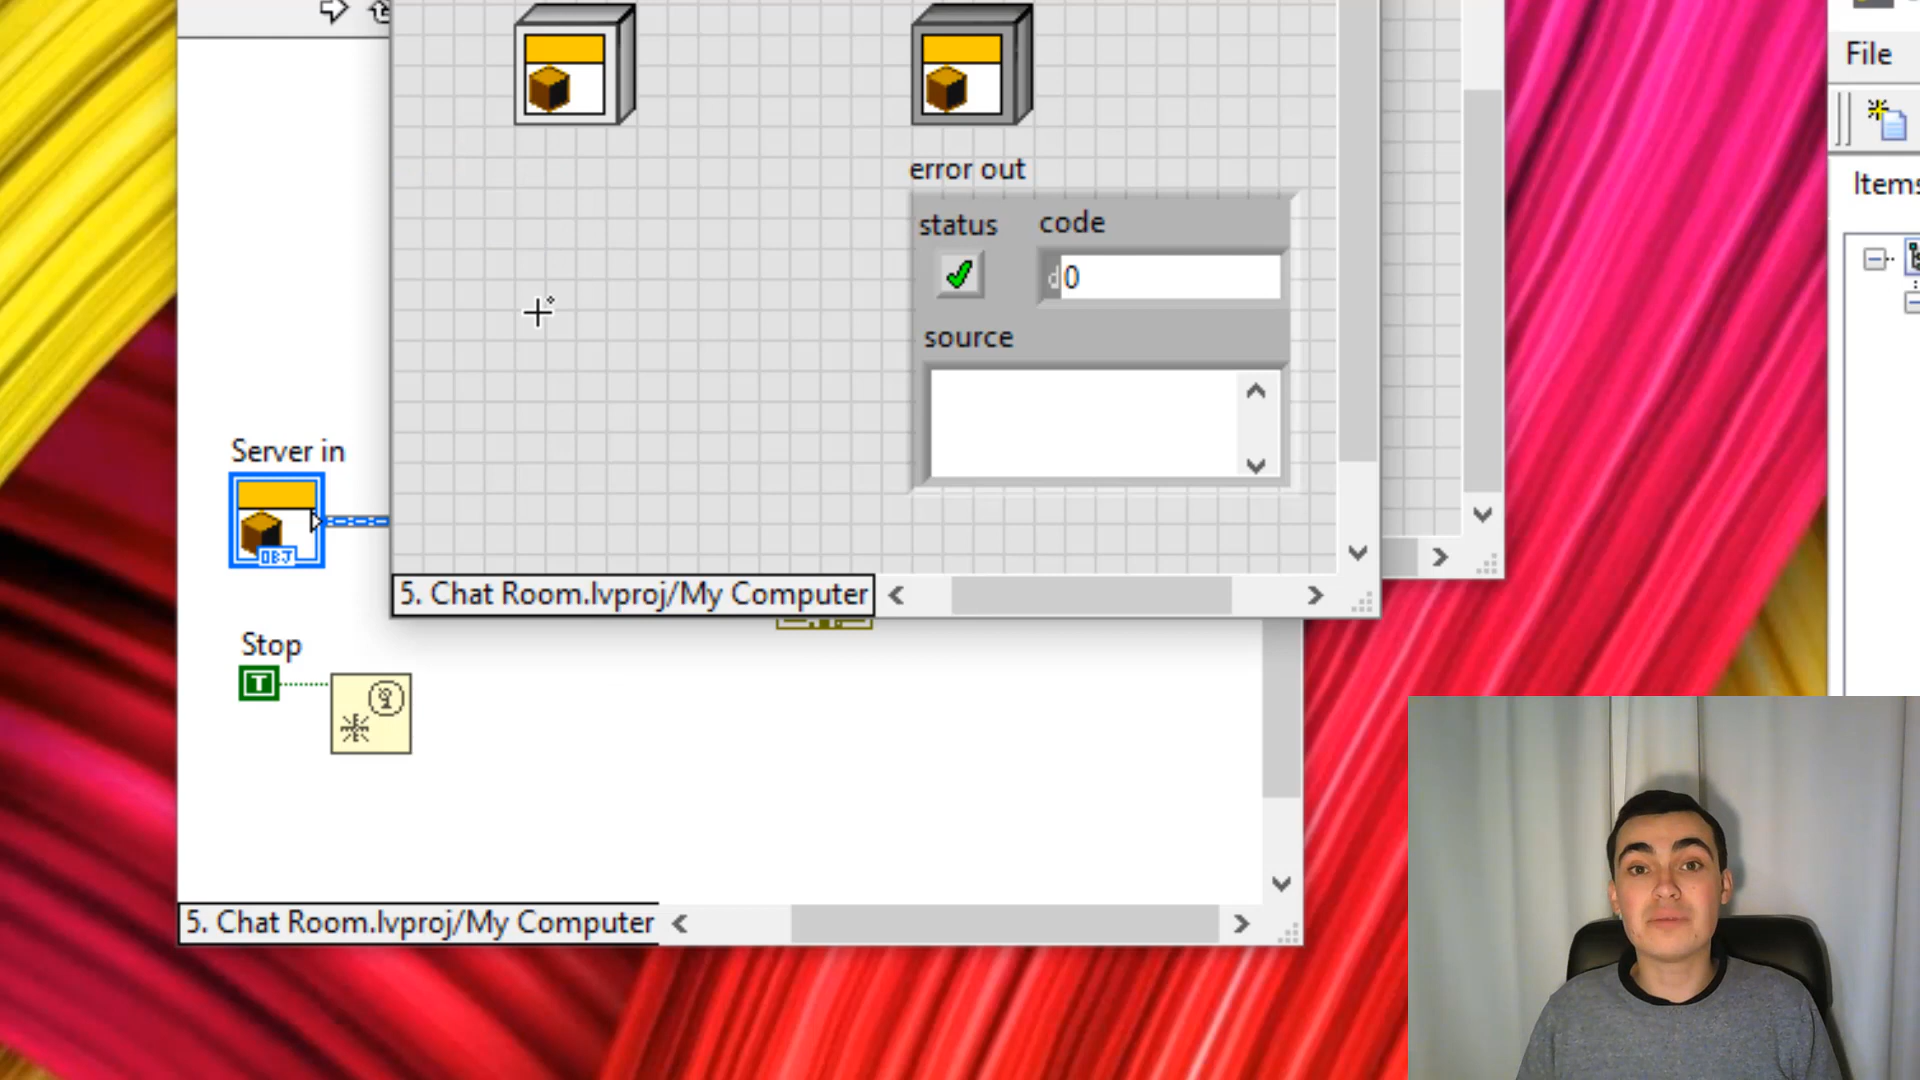 File
error out
Items
status code
d0
source
Server in
OBJ
5. Chat Room.lvproj/My Computer
Stop
T
5. Chat Room.lvproj/My Computer